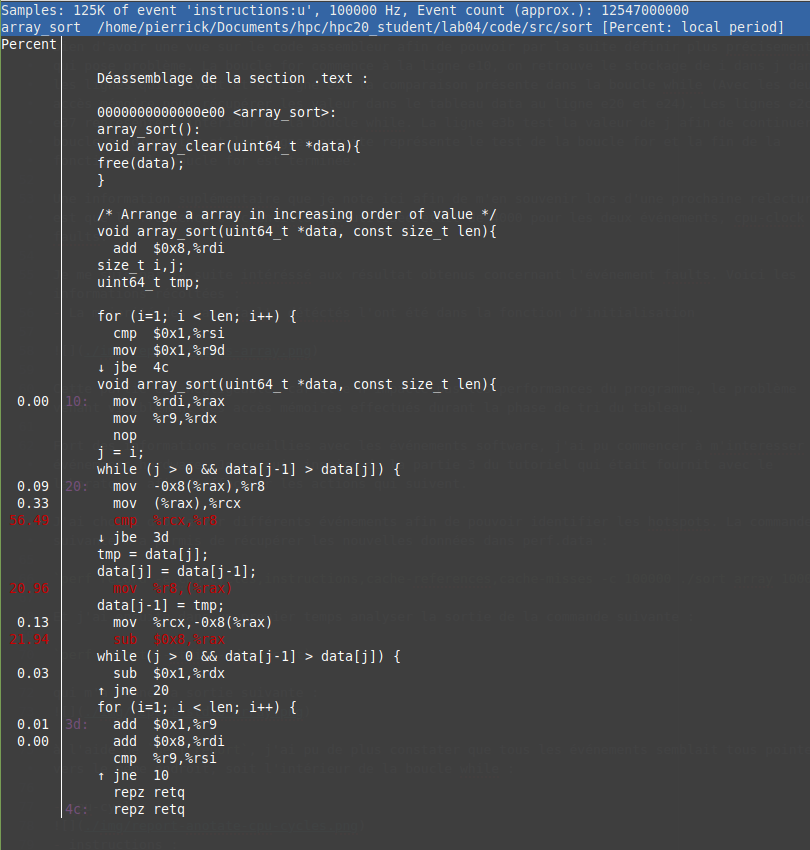 Samples: 125K of event 'instructions:u', 100000 Hz, Event count (approx.): 12547000000
array_sort  /home/pierrick/Documents/hpc/hpc20_student/lab04/code/src/sort [Percent: local period]
Percent
Déassemblage de la section .text :
0000000000000e00 <array_sort>:
array_sort():
void array_clear(uint64_t *data){
free(data);
}
/* Arrange a array in increasing order of value */
void array_sort(uint64_t *data, const size_t len){
add  $0x8,%rdi
size_t i,j;
uint64_t tmp;
for (i=1; i < len; i++) {
cmp  $0x1,%rsi
mov  $0x1,%r9d
↓ jbe  4c
void array_sort(uint64_t *data, const size_t len){
0.00  10:  mov  %rdi,%rax
mov  %r9,%rdx
nop
j = i;
while (j > 0 && data[j-1] > data[j]) {
0.09  20:  mov  -0x8(%rax),%r8
0.33  mov  (%rax),%rcx
56.49  cmp  %rcx,%r8
↓ jbe  3d
tmp = data[j];
data[j] = data[j-1];
20.96  mov  %r8,(%rax)
data[j-1] = tmp;
0.13  mov  %rcx,-0x8(%rax)
21.94  sub  $0x8,%rax
while (j > 0 && data[j-1] > data[j]) {
0.03  sub  $0x1,%rdx
↑ jne  20
for (i=1; i < len; i++) {
0.01  3d:  add  $0x1,%r9
0.00  add  $0x8,%rdi
cmp  %r9,%rsi
↑ jne  10
repz retq
4c:  repz retq